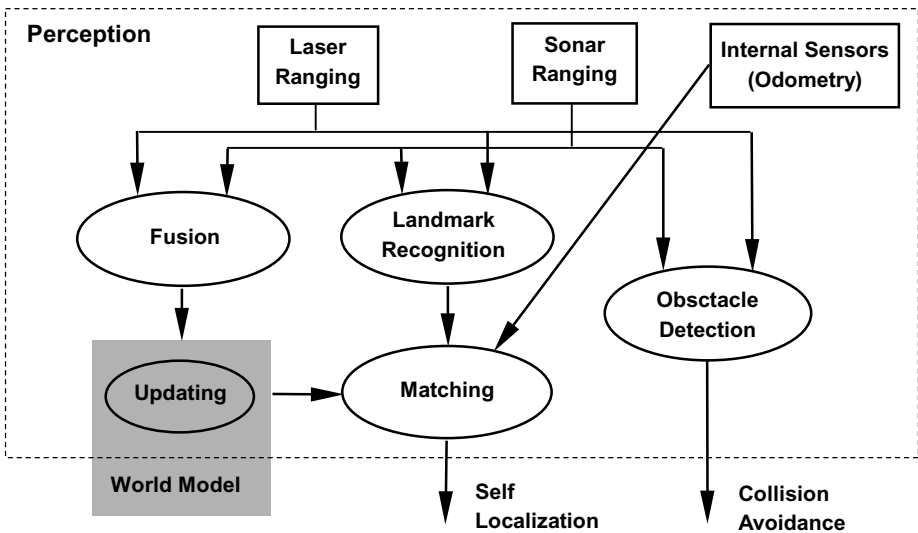 Perception
Laser
Ranging
Sonar
Ranging
Internal Sensors
(Odometry)
Fusion
Landmark
Recognition
Obsctacle
Detection
Updating
Matching
World Model
Self
Localization
Collision
Avoidance